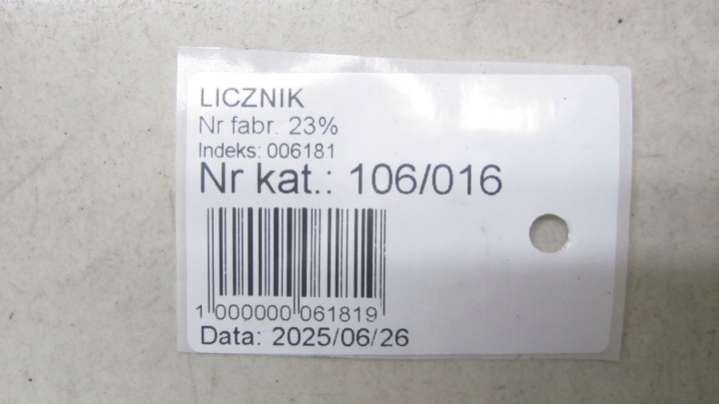 LICZNIK
Nr fabr. 23%
Indeks: 006181
Nr kat.: 106/016
1 000000 061819
Data: 2025/06/26